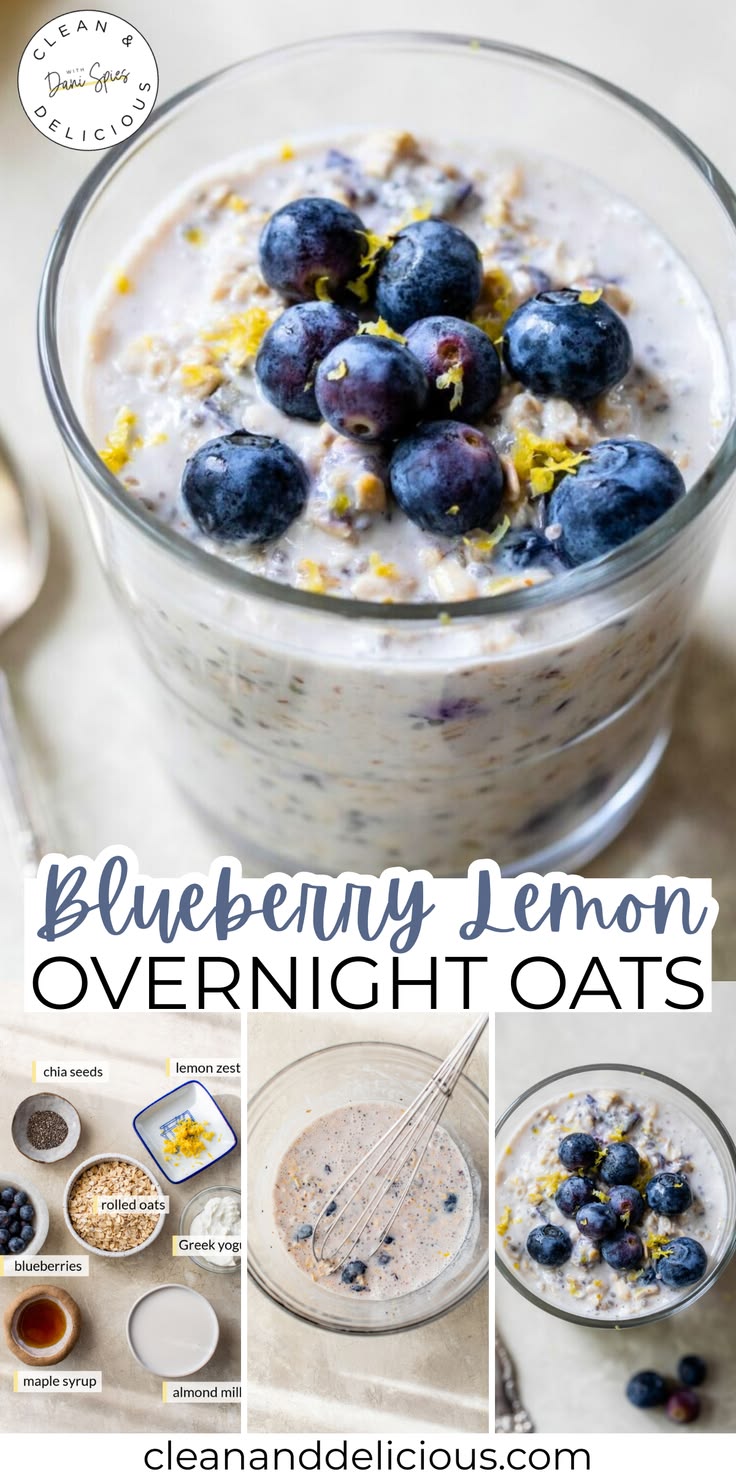 CLEAN &
WITH
Dani Spies
DELICIOUS
Blueberry Lemon
OVERNIGHT OATS
chia seeds
lemon zest
rolled oats
Greek yogu
blueberries
maple syrup
almond mil
cleananddelicious.com